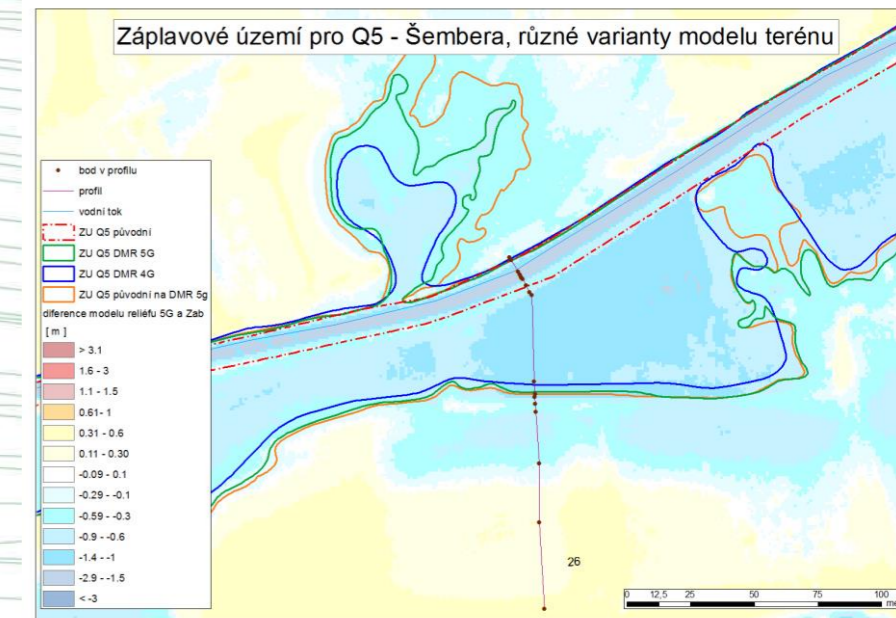 Záplavové území pro Q5 - Šembera, různé varianty modelu terénu
bod v profilu
profil
vodní tok
ZU Q5 původní
ZU Q5 DMR 5G
ZU Q5 DMR 4G
ZU Q5 původní na DMR 5g
diference modelu reliéfu 5G a Zab
[ m ]
> 3.1
1.6 - 3
1.1 - 1.5
0.61 - 1
0.31 - 0.6
0.11 - 0.30
-0.09 - 0.1
-0.29 - -0.1
-0.59 - -0.3
-0.9 - -0.6
-1.4 - -1
-2.9 - -1.5
< -3
26
0 12,5 25 50 75 100